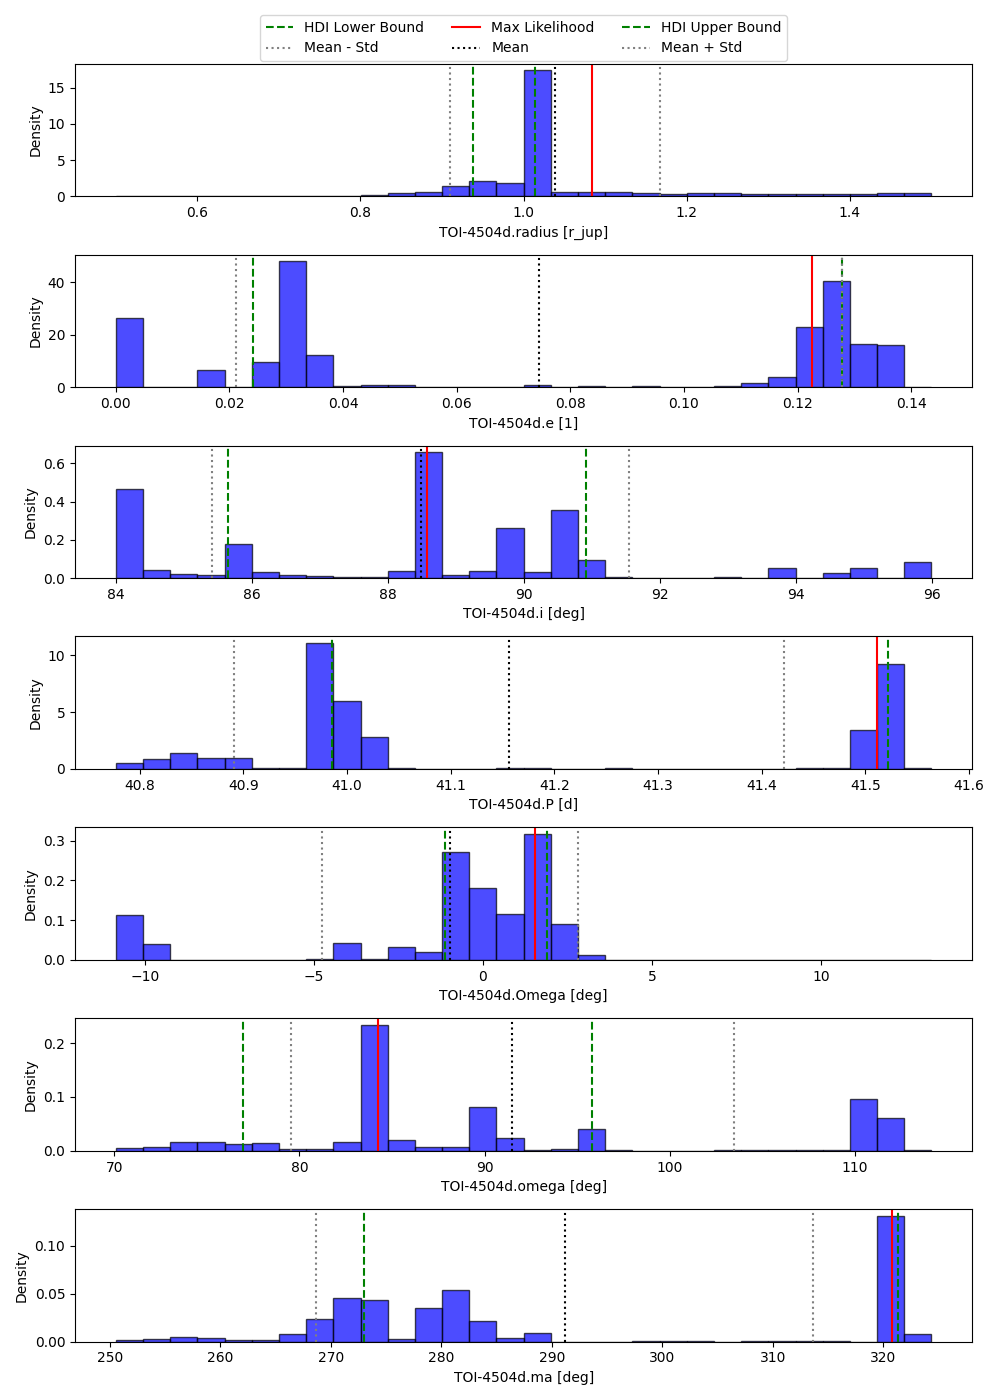 HDI Lower Bound Max Likelihood HDI Upper Bound
Mean - Std Mean Mean + Std
15
10
5
0
Density
0.6 0.8 1.0 1.2 1.4
TOI-4504d.radius [r_jup]
40
20
0
Density
0.00 0.02 0.04 0.06 0.08 0.10 0.12 0.14
TOI-4504d.e [1]
0.6
0.4
0.2
0.0
Density
84 86 88 90 92 94 96
TOI-4504d.i [deg]
10
5
0
Density
40.8 40.9 41.0 41.1 41.2 41.3 41.4 41.5 41.6
TOI-4504d.P [d]
0.3
0.2
0.1
0.0
Density
−10 −5 0 5 10
TOI-4504d.Omega [deg]
0.2
0.1
0.0
Density
70 80 90 100 110
TOI-4504d.omega [deg]
0.10
0.05
0.00
Density
250 260 270 280 290 300 310 320
TOI-4504d.ma [deg]